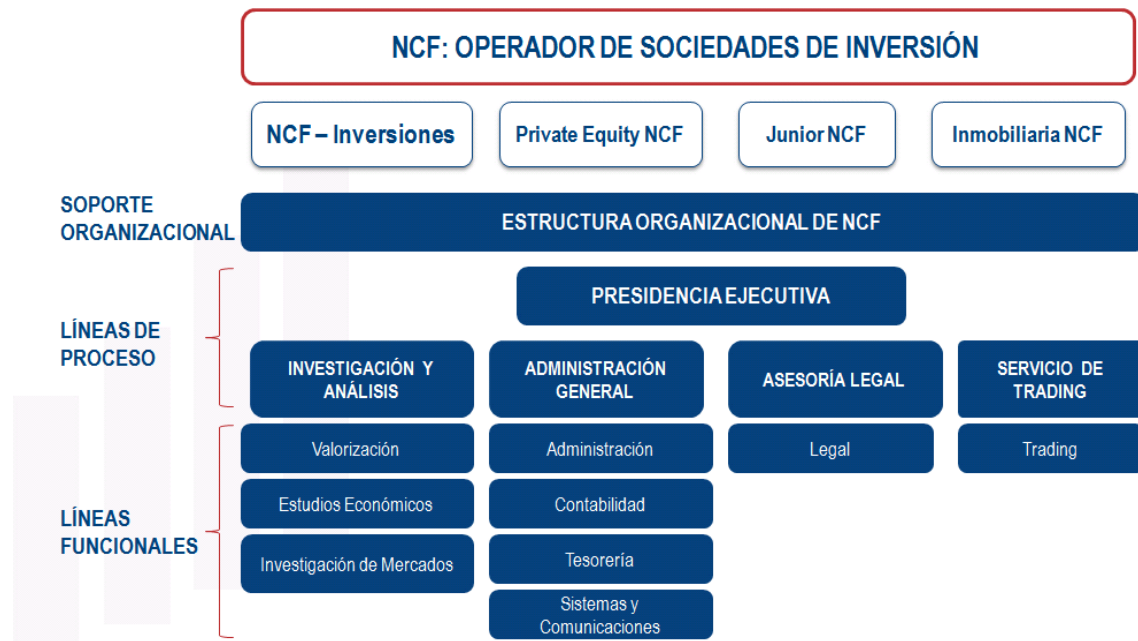 NCF: OPERADOR DE SOCIEDADES DE INVERSIÓN
NCF – Inversiones
Private Equity NCF
Junior NCF
Inmobiliaria NCF
SOPORTE
ORGANIZACIONAL
ESTRUCTURA ORGANIZACIONAL DE NCF
PRESIDENCIA EJECUTIVA
LÍNEAS DE
PROCESO
INVESTIGACIÓN Y
ANÁLISIS
ADMINISTRACIÓN
GENERAL
ASESORÍA LEGAL
SERVICIO DE
TRADING
LÍNEAS
FUNCIONALES
Valorización
Administración
Legal
Trading
Estudios Económicos
Contabilidad
Investigación de Mercados
Tesorería
Sistemas y
Comunicaciones